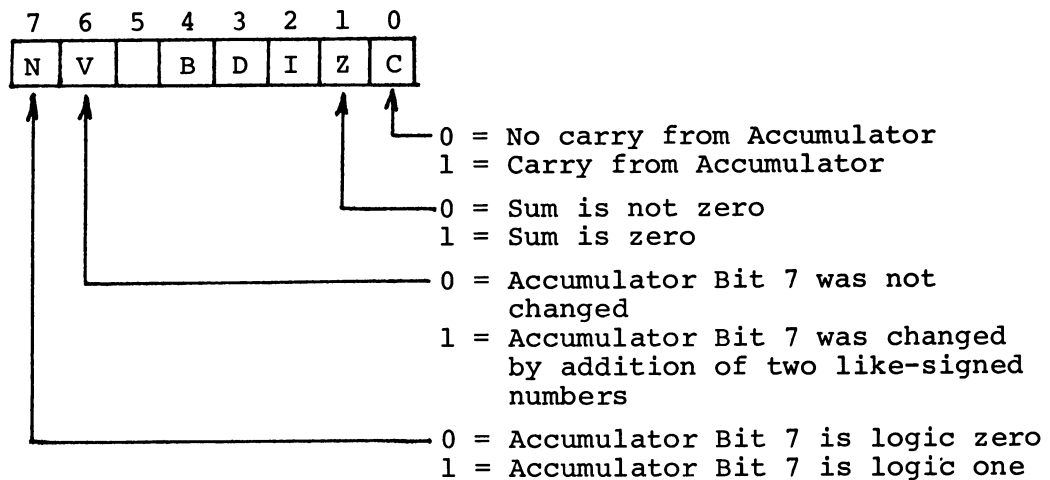 7 6 5 4 3 2 1 0
N V B D I Z C
0 = No carry from Accumulator
1 = Carry from Accumulator
0 = Sum is not zero
1 = Sum is zero
0 = Accumulator Bit 7 was not
changed
1 = Accumulator Bit 7 was changed
by addition of two like-signed
numbers
0 = Accumulator Bit 7 is logic zero
1 = Accumulator Bit 7 is logic one